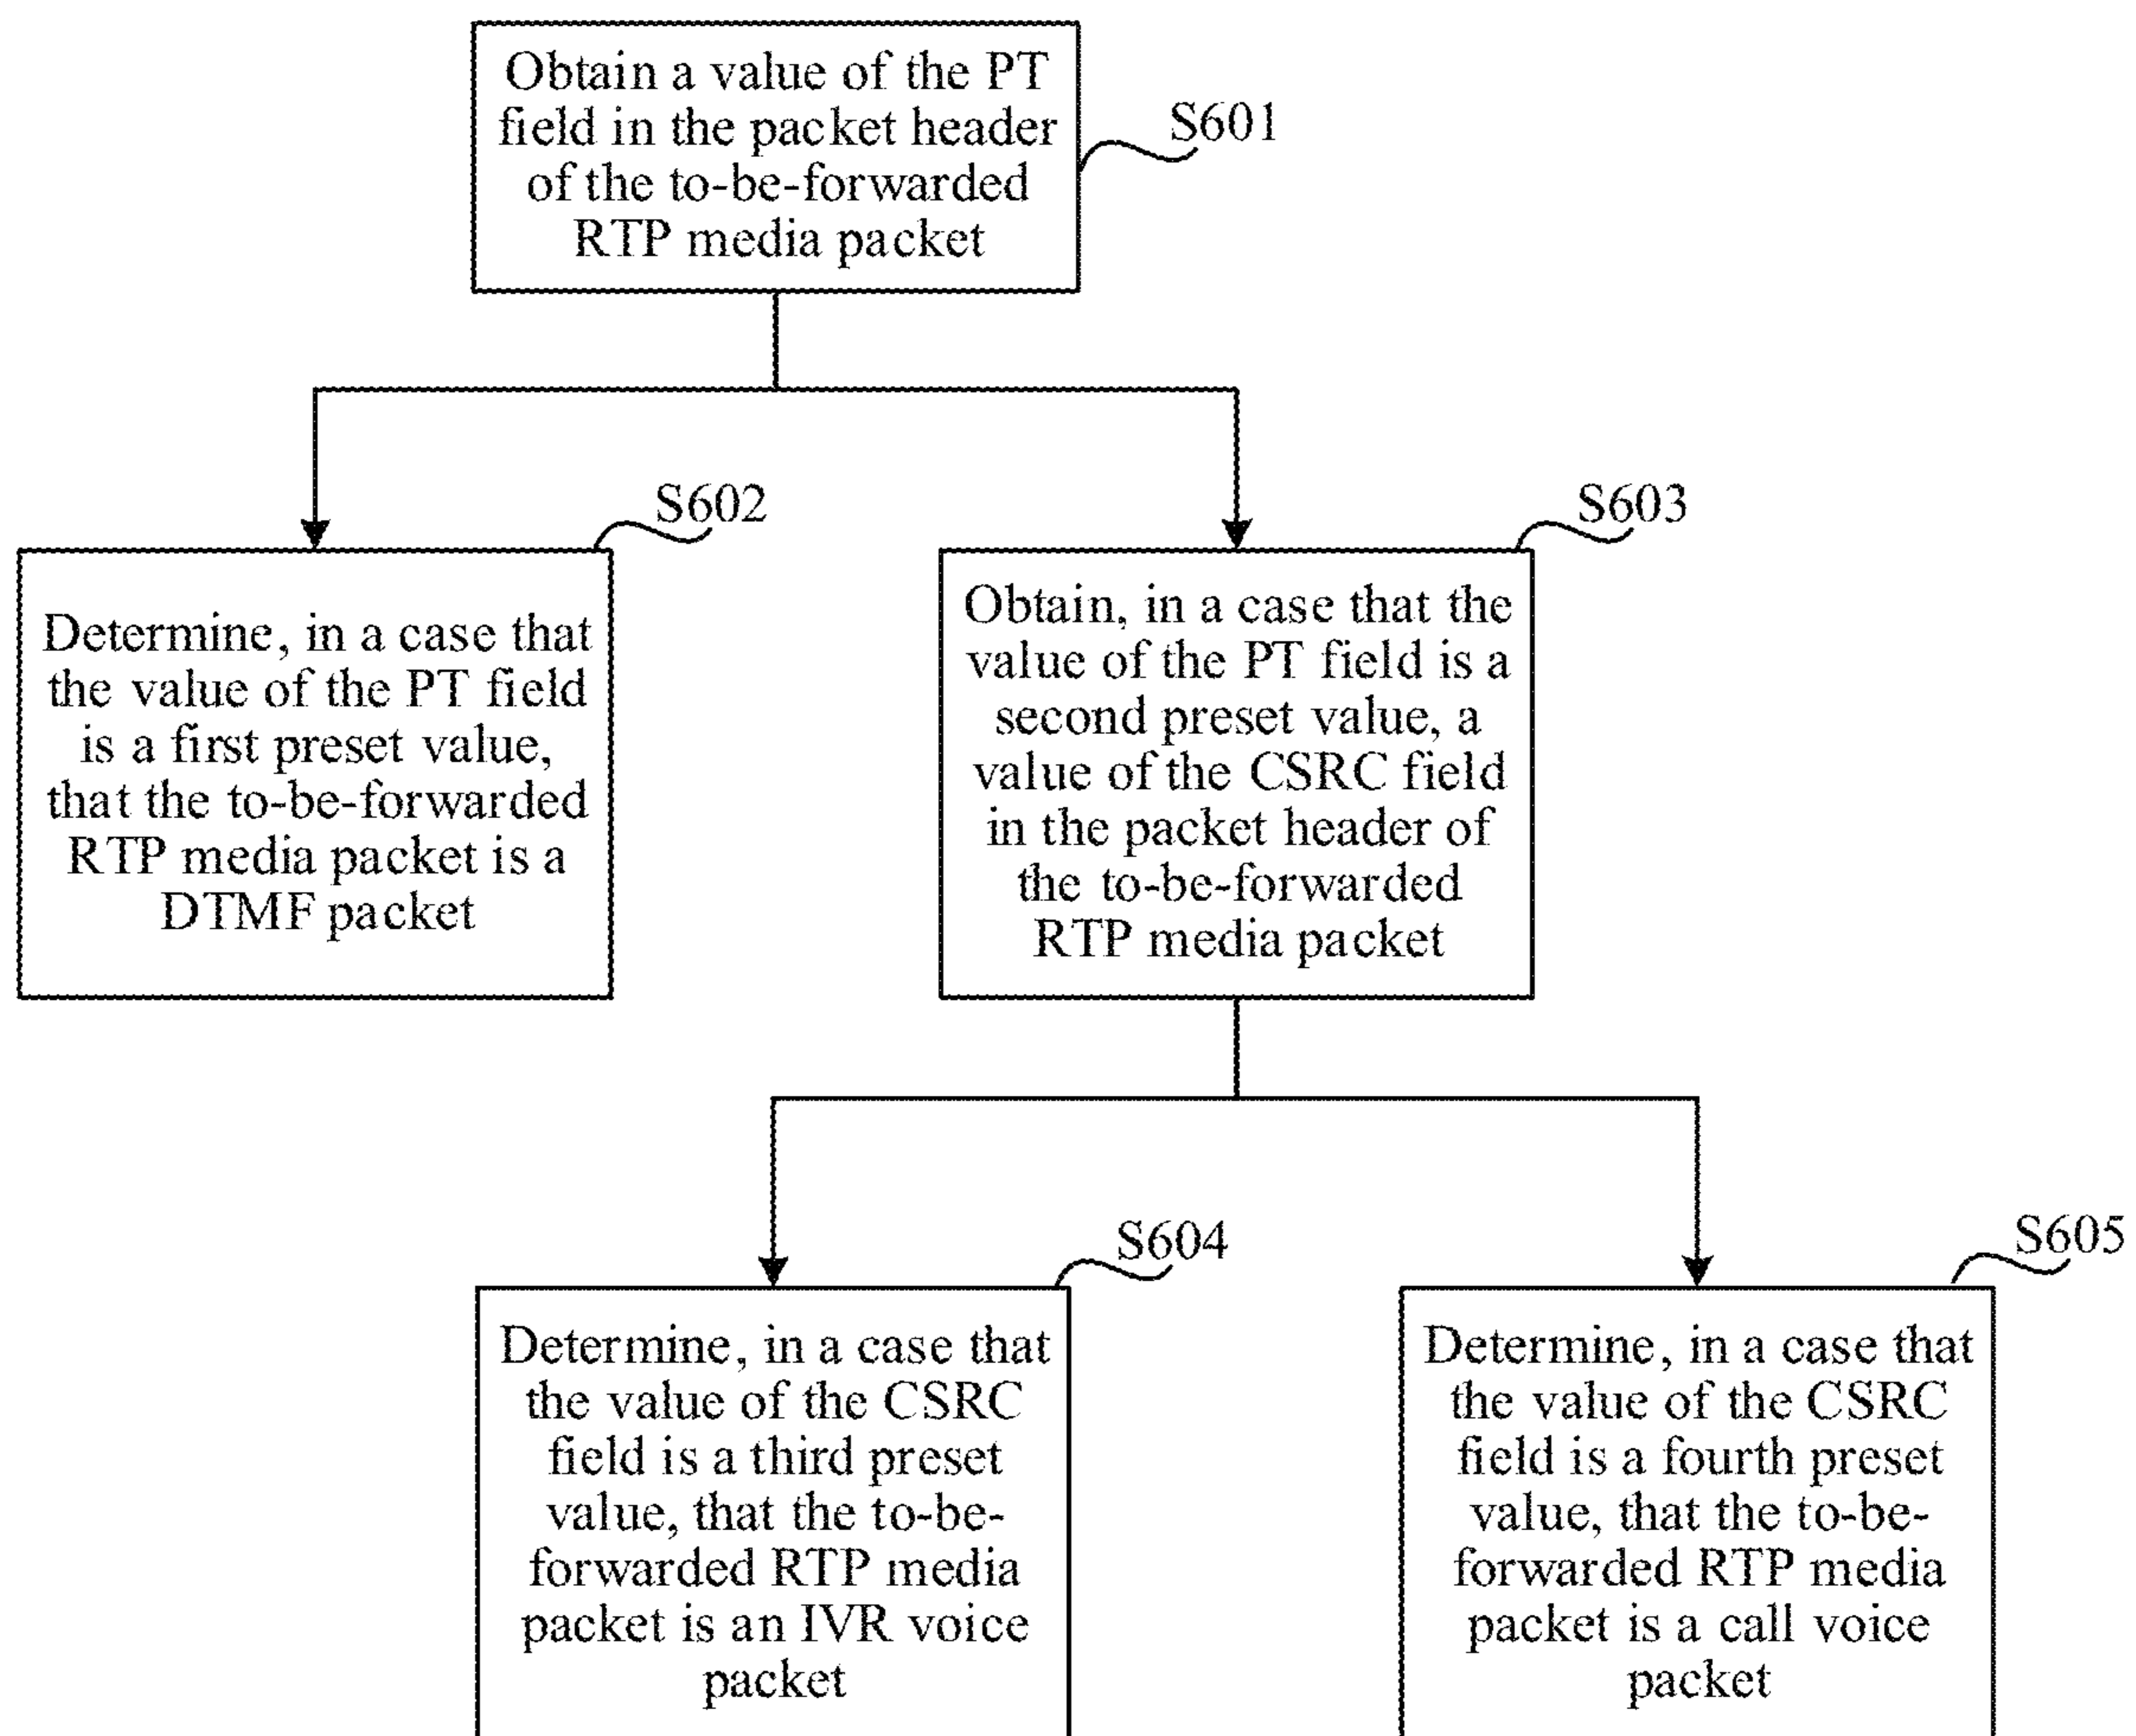 Obtain a value of the PT
field in the packet header
of the to-be-forwarded
RTP media packet
S601
S602
Determine, in a case that
the value of the PT field
is a first preset value,
that the to-be-forwarded
RTP media packet is a
DTMF packet
S603
Obtain, in a case that the
value of the PT field is a
second preset value, a
value of the CSRC field
in the packet header of
the to-be-forwarded
RTP media packet
S604
Determine, in a case that
the value of the CSRC
field is a third preset
value, that the to-be-
forwarded RTP media
packet is an IVR voice
packet
S605
Determine, in a case that
the value of the CSRC
field is a fourth preset
value, that the to-be-
forwarded RTP media
packet is a call voice
packet